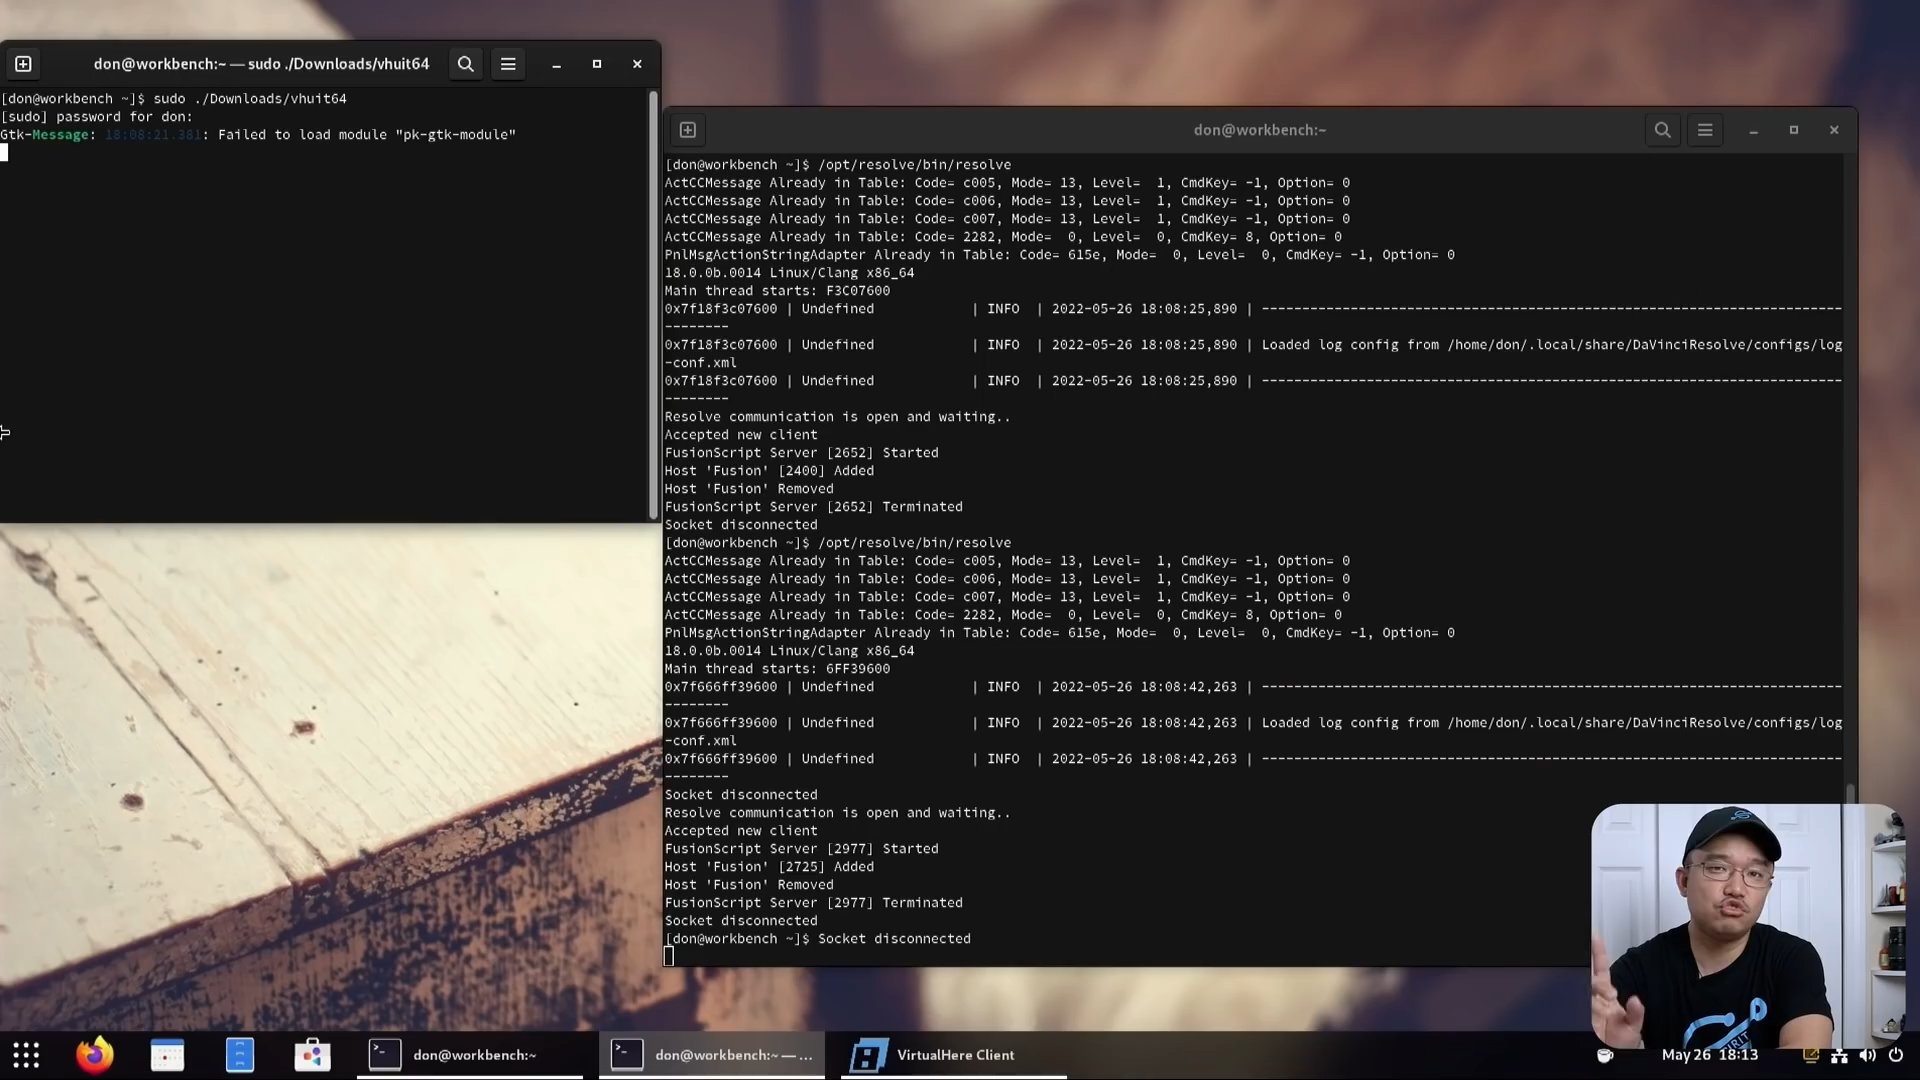 don@workbench:~ — sudo ./Downloads/vhuit64
[don@workbench ~]$ sudo ./Downloads/vhuit64
[sudo] password for don:
Gtk-Message: 18:08:21.381: Failed to load module "pk-gtk-module"
don@workbench:~
[don@workbench ~]$ /opt/resolve/bin/resolve
ActCCMessage Already in Table: Code= c005, Mode= 13, Level=  1, CmdKey= -1, Option= 0
ActCCMessage Already in Table: Code= c006, Mode= 13, Level=  1, CmdKey= -1, Option= 0
ActCCMessage Already in Table: Code= c007, Mode= 13, Level=  1, CmdKey= -1, Option= 0
ActCCMessage Already in Table: Code= 2282, Mode=  0, Level=  0, CmdKey= 8, Option= 0
PnlMsgActionStringAdapter Already in Table: Code= 615e, Mode=  0, Level=  0, CmdKey= -1, Option= 0
18.0.0b.0014 Linux/Clang x86_64
Main thread starts: F3C07600
0x7f18f3c07600 | Undefined            | INFO  | 2022-05-26 18:08:25,890 | ------------------------------------------------------------------------
--------
0x7f18f3c07600 | Undefined            | INFO  | 2022-05-26 18:08:25,890 | Loaded log config from /home/don/.local/share/DaVinciResolve/configs/log
-conf.xml
0x7f18f3c07600 | Undefined            | INFO  | 2022-05-26 18:08:25,890 | ------------------------------------------------------------------------
--------
Resolve communication is open and waiting..
Accepted new client
FusionScript Server [2652] Started
Host 'Fusion' [2400] Added
Host 'Fusion' Removed
FusionScript Server [2652] Terminated
Socket disconnected
[don@workbench ~]$ /opt/resolve/bin/resolve
ActCCMessage Already in Table: Code= c005, Mode= 13, Level=  1, CmdKey= -1, Option= 0
ActCCMessage Already in Table: Code= c006, Mode= 13, Level=  1, CmdKey= -1, Option= 0
ActCCMessage Already in Table: Code= c007, Mode= 13, Level=  1, CmdKey= -1, Option= 0
ActCCMessage Already in Table: Code= 2282, Mode=  0, Level=  0, CmdKey= 8, Option= 0
PnlMsgActionStringAdapter Already in Table: Code= 615e, Mode=  0, Level=  0, CmdKey= -1, Option= 0
18.0.0b.0014 Linux/Clang x86_64
Main thread starts: 6FF39600
0x7f666ff39600 | Undefined            | INFO  | 2022-05-26 18:08:42,263 | ------------------------------------------------------------------------
--------
0x7f666ff39600 | Undefined            | INFO  | 2022-05-26 18:08:42,263 | Loaded log config from /home/don/.local/share/DaVinciResolve/configs/log
-conf.xml
0x7f666ff39600 | Undefined            | INFO  | 2022-05-26 18:08:42,263 | ------------------------------------------------------------------------
--------
Socket disconnected
Resolve communication is open and waiting..
Accepted new client
FusionScript Server [2977] Started
Host 'Fusion' [2725] Added
Host 'Fusion' Removed
FusionScript Server [2977] Terminated
Socket disconnected
[don@workbench ~]$ Socket disconnected
don@workbench:~
don@workbench:~ — ...
VirtualHere Client
May 26  18:13